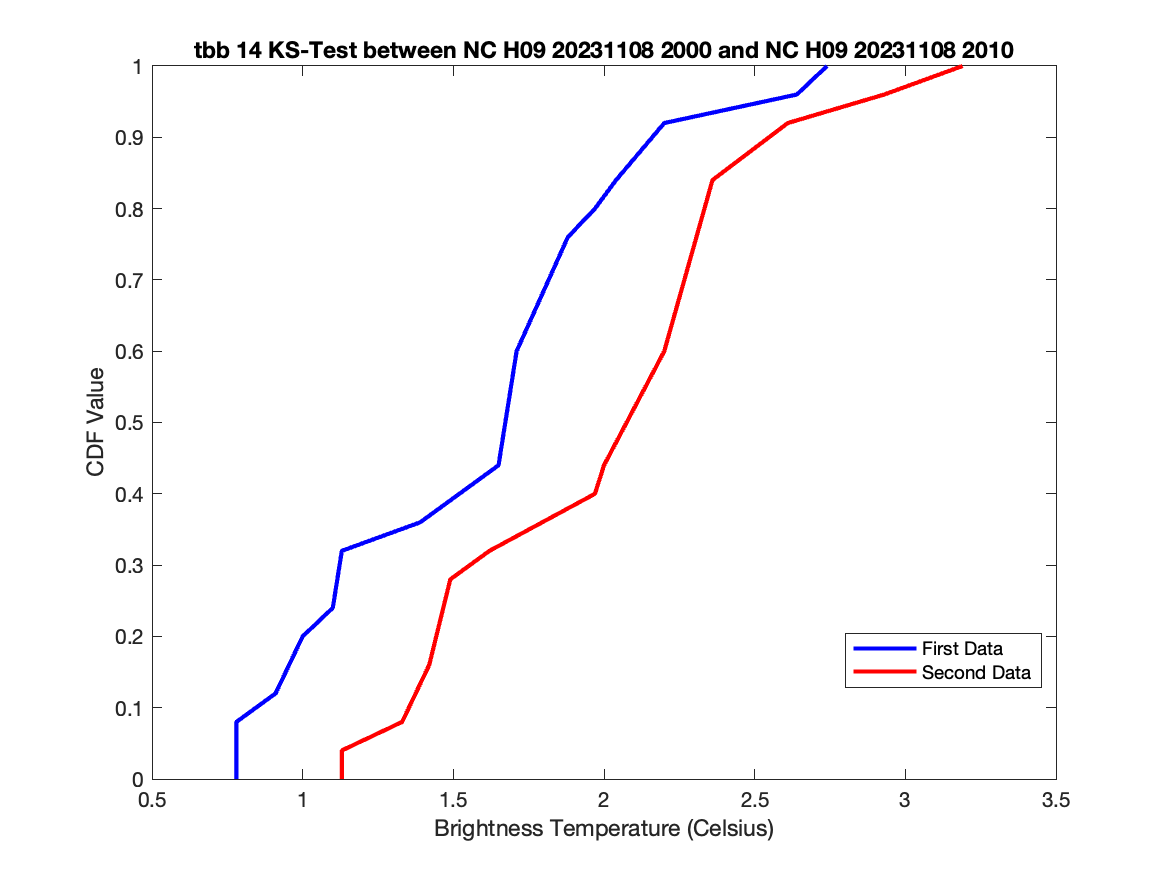 tbb 14 KS-Test between NC H09 20231108 2000 and NC H09 20231108 2010
1
0.9
0.8
0.7
0.6
0.5
0.4
0.3
0.2
0.1
0
CDF Value
First Data
Second Data
0.5 1 1.5 2 2.5 3 3.5
Brightness Temperature (Celsius)